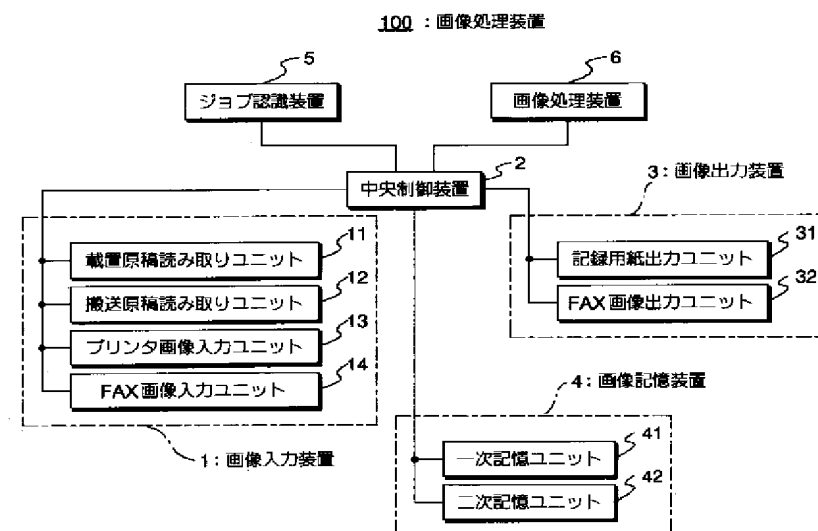 100 : 画像処理装置
5
6
ジョブ認識装置
画像処理装置
2
中央制御装置
3 : 画像出力装置
11
載置原稿読み取りユニット
12
搬送原稿読み取りユニット
13
プリンタ画像入力ユニット
14
FAX画像入力ユニット
1 : 画像入力装置
31
記録用紙出力ユニット
32
FAX画像出力ユニット
4 : 画像記憶装置
41
一次記憶ユニット
42
二次記憶ユニット